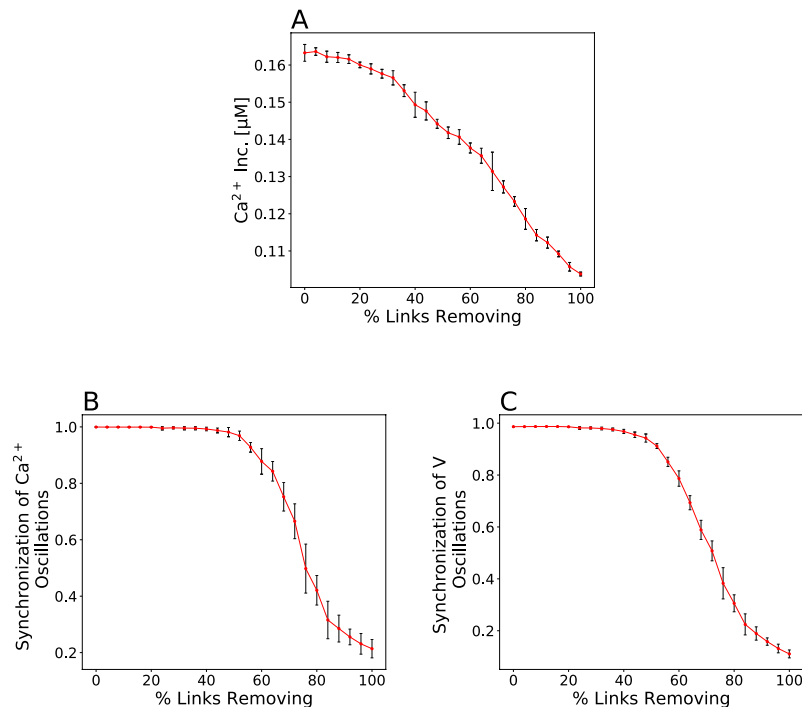 A
Ca²⁺ Inc. [μM]
0.16
0.15
0.14
0.13
0.12
0.11
0 20 40 60 80 100
% Links Removing
B
Synchronization of Ca²⁺
Oscillations
1.0
0.8
0.6
0.4
0.2
0 20 40 60 80 100
% Links Removing
C
Synchronization of V
Oscillations
1.0
0.8
0.6
0.4
0.2
0 20 40 60 80 100
% Links Removing